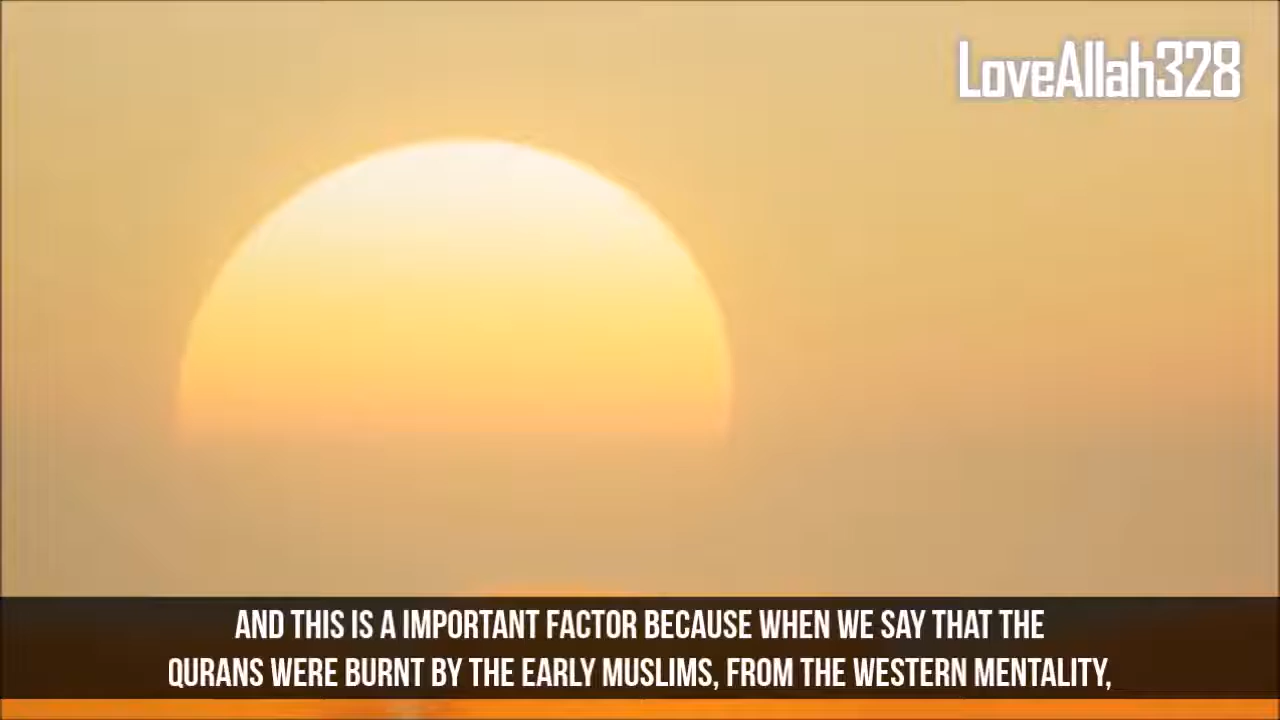 LoveAllah328
AND THIS IS A IMPORTANT FACTOR BECAUSE WHEN WE SAY THAT THE
QURANS WERE BURNT BY THE EARLY MUSLIMS, FROM THE WESTERN MENTALITY,